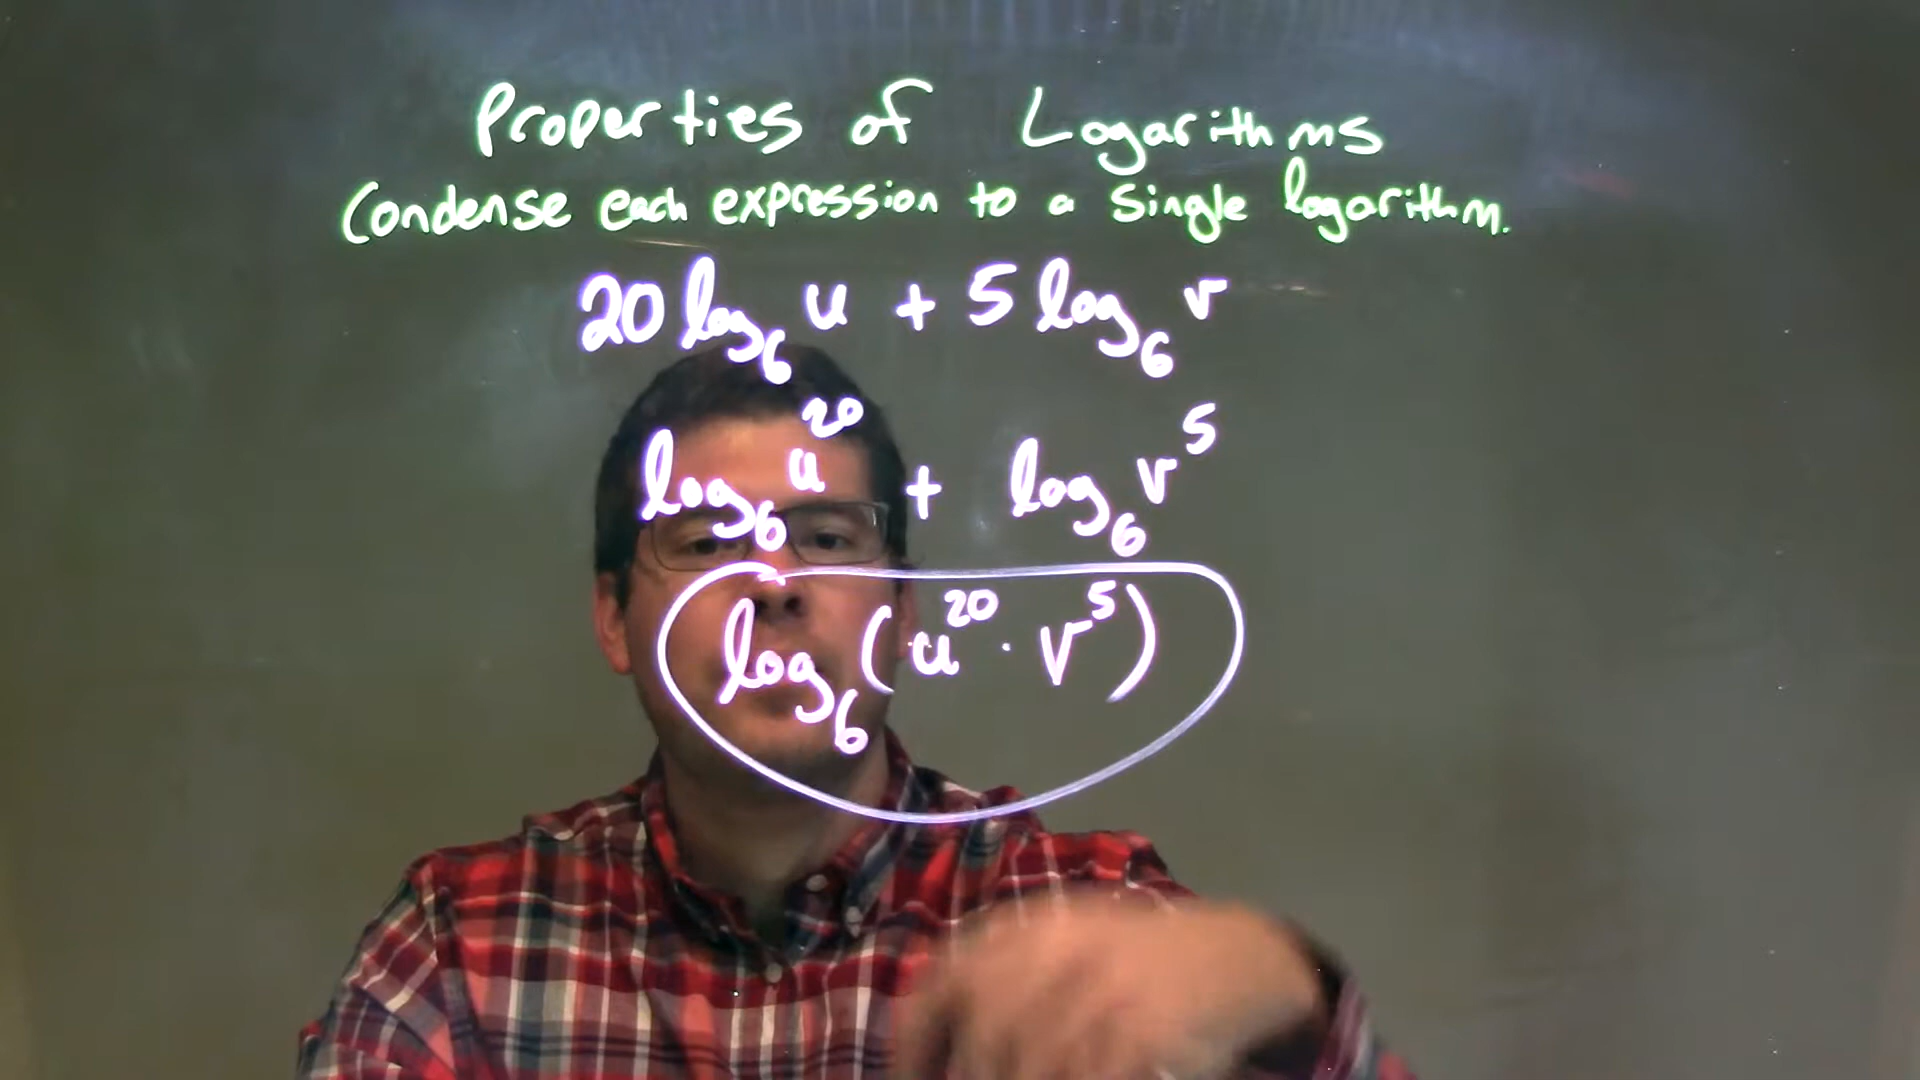 Properties of Logarithms
Condense each expression to a single logarithm.
20 log₆ u + 5 log₆ v
log₆ u²⁰ + log₆ v⁵
log₆ (u²⁰ · v⁵)